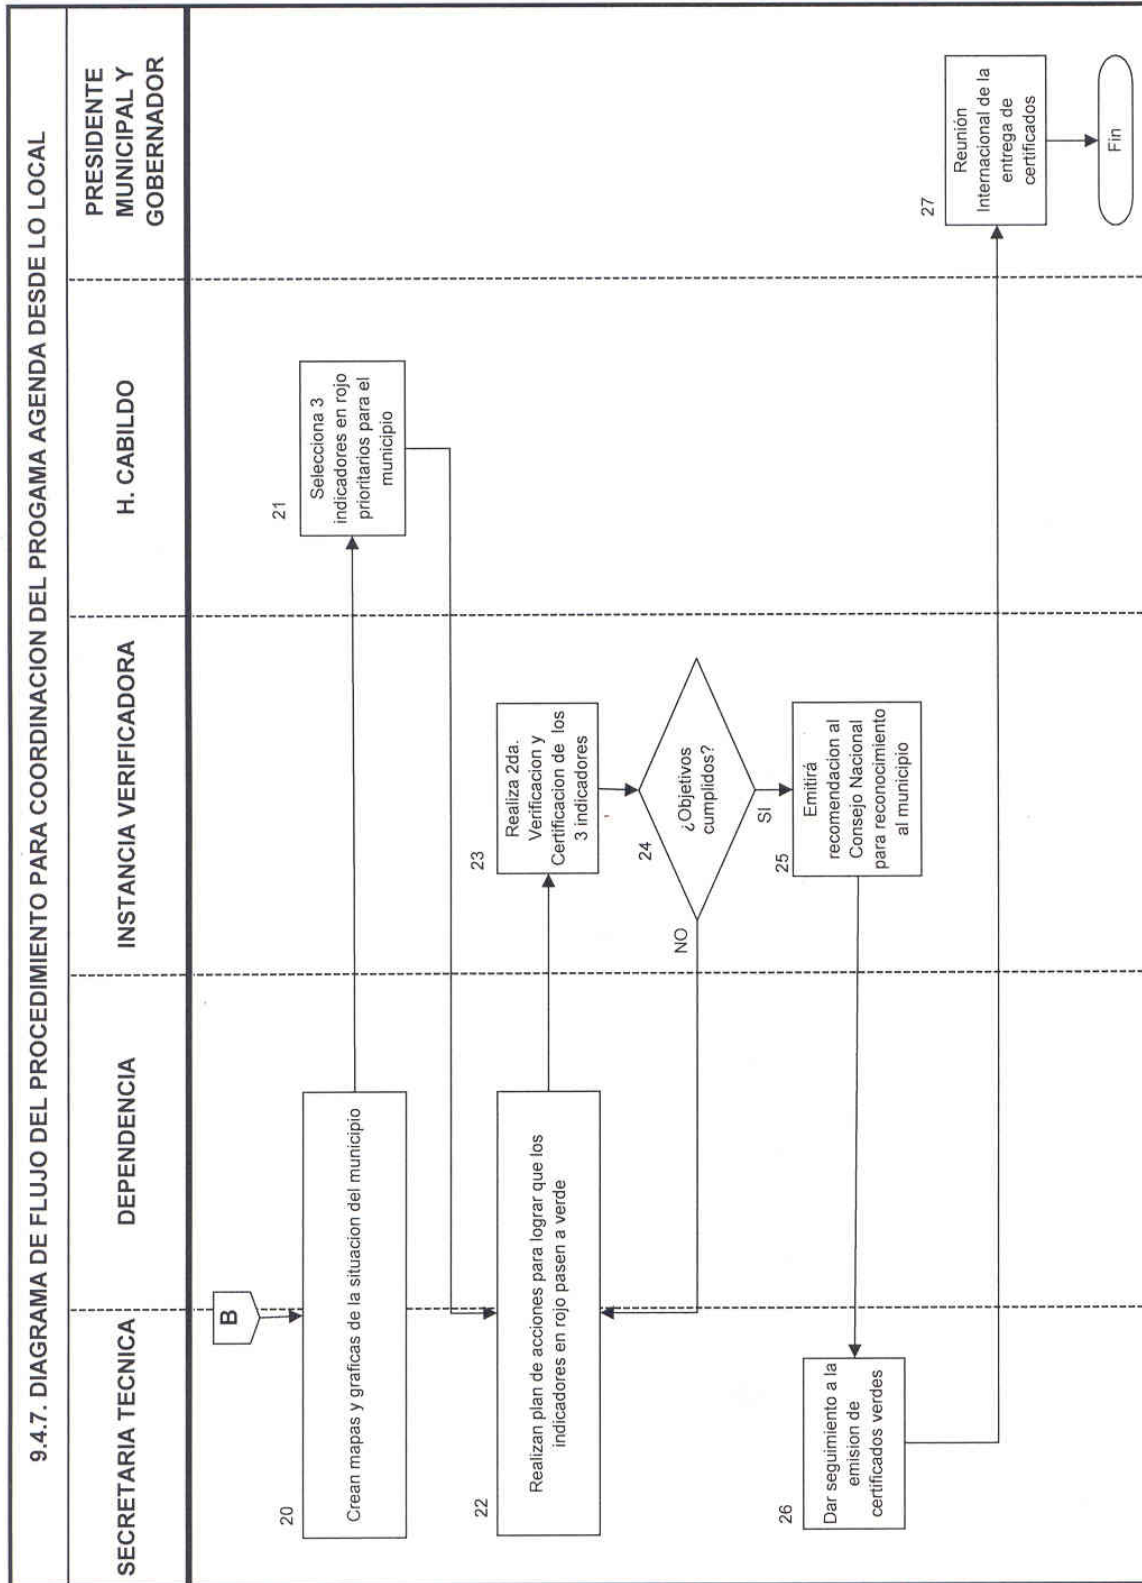 9.4.7. DIAGRAMA DE FLUJO DEL PROCEDIMIENTO PARA COORDINACION DEL PROGAMA AGENDA DESDE LO LOCAL
SECRETARIA TECNICA
DEPENDENCIA
INSTANCIA VERIFICADORA
H. CABILDO
PRESIDENTE
MUNICIPAL Y
GOBERNADOR
B
20
Crean mapas y graficas de la situacion del municipio
21
Selecciona 3
indicadores en rojo
prioritarios para el
municipio
22
Realizan plan de acciones para lograr que los
indicadores en rojo pasen a verde
23
Realiza 2da.
Verificacion y
Certificacion de los
3 indicadores
24
¿Objetivos
cumplidos?
NO
SI
25
Emitirá
recomendacion al
Consejo Nacional
para reconocimiento
al municipio
26
Dar seguimiento a la
emision de
certificados verdes
27
Reunión
Internacional de la
entrega de
certificados
Fin